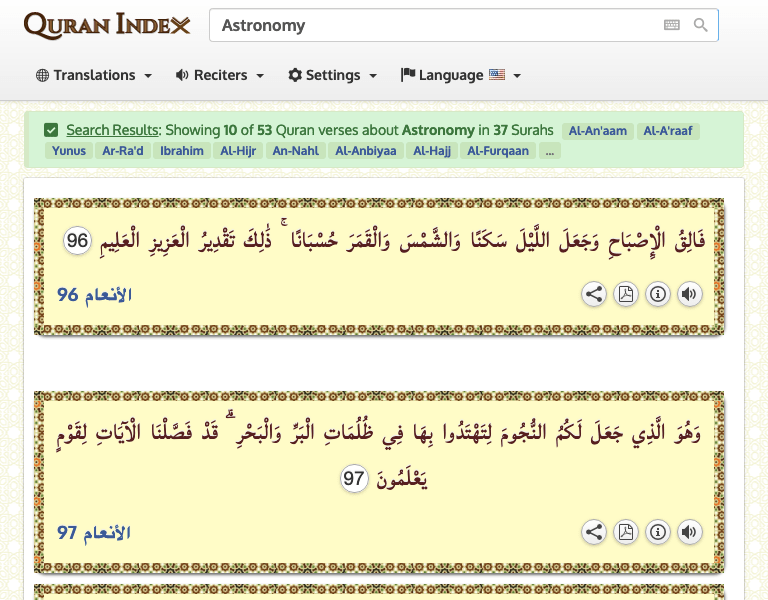 QURAN INDEX
Astronomy
Translations Reciters Settings Language
Search Results: Showing 10 of 53 Quran verses about Astronomy in 37 Surahs Al-An'aam Al-A'raaf
Yunus Ar-Ra'd Ibrahim Al-Hijr An-Nahl Al-Anbiyaa Al-Hajj Al-Furqaan ...
فَالِقُ الْإِصْبَاحِ وَجَعَلَ اللَّيْلَ سَكَنًا وَالشَّمْسَ وَالْقَمَرَ حُسْبَانًا ۚ ذَٰلِكَ تَقْدِيرُ الْعَزِيزِ الْعَلِيمِ 96
الأنعام 96
وَهُوَ الَّذِي جَعَلَ لَكُمُ النُّجُومَ لِتَهْتَدُوا بِهَا فِي ظُلُمَاتِ الْبَرِّ وَالْبَحْرِ ۗ قَدْ فَصَّلْنَا الْآيَاتِ لِقَوْمٍ
يَعْلَمُونَ 97
الأنعام 97